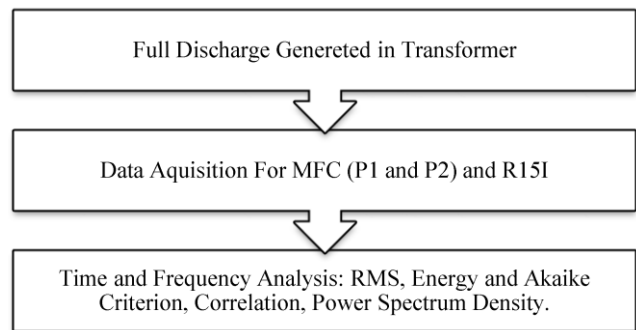 Full Discharge Genereted in Transformer
Data Aquisition For MFC (P1 and P2) and R15I
Time and Frequency Analysis: RMS, Energy and Akaike
Criterion, Correlation, Power Spectrum Density.